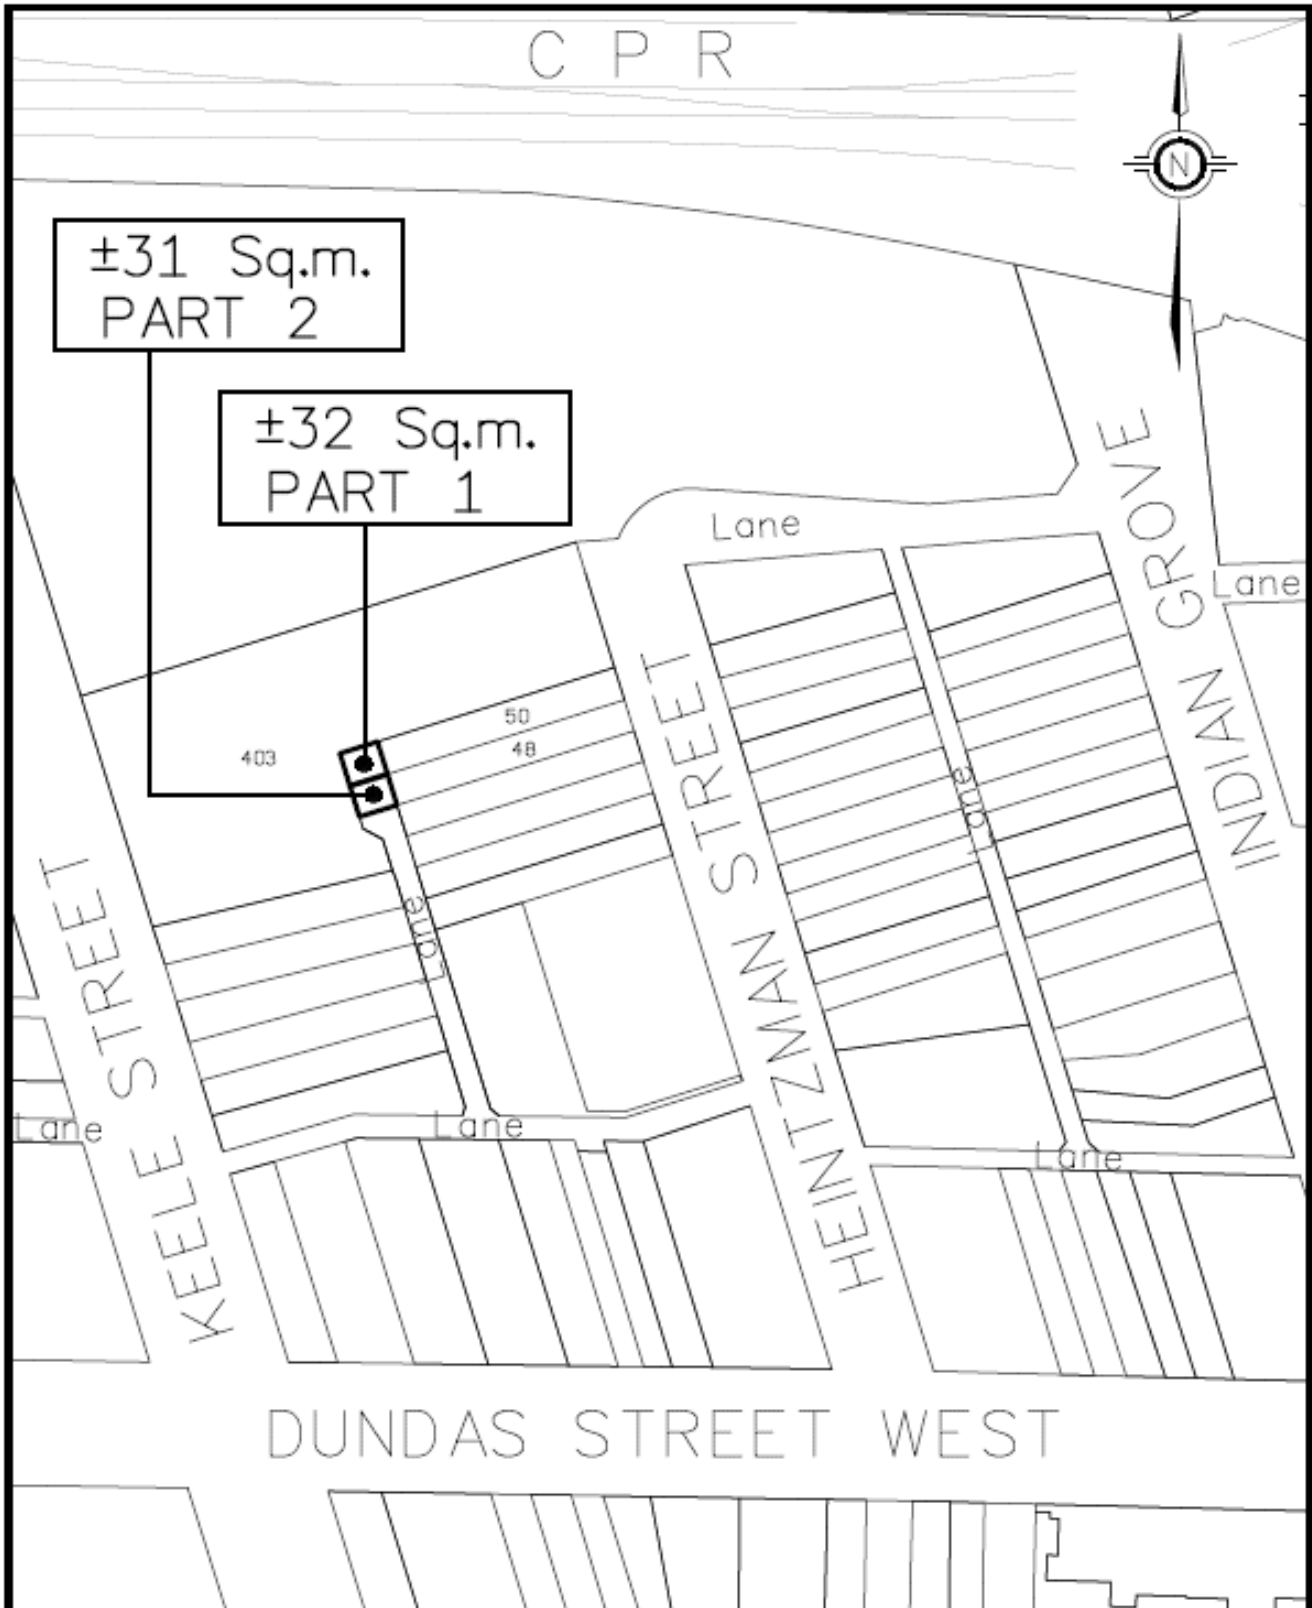 C P R
N
±31 Sq.m.
PART 2
±32 Sq.m.
PART 1
Lane
INDIAN GROVE
Lane
50
48
403
HEINTZMAN STREET
Lane
KEELE STREET
Lane
Lane
Lane
Lane
DUNDAS STREET WEST